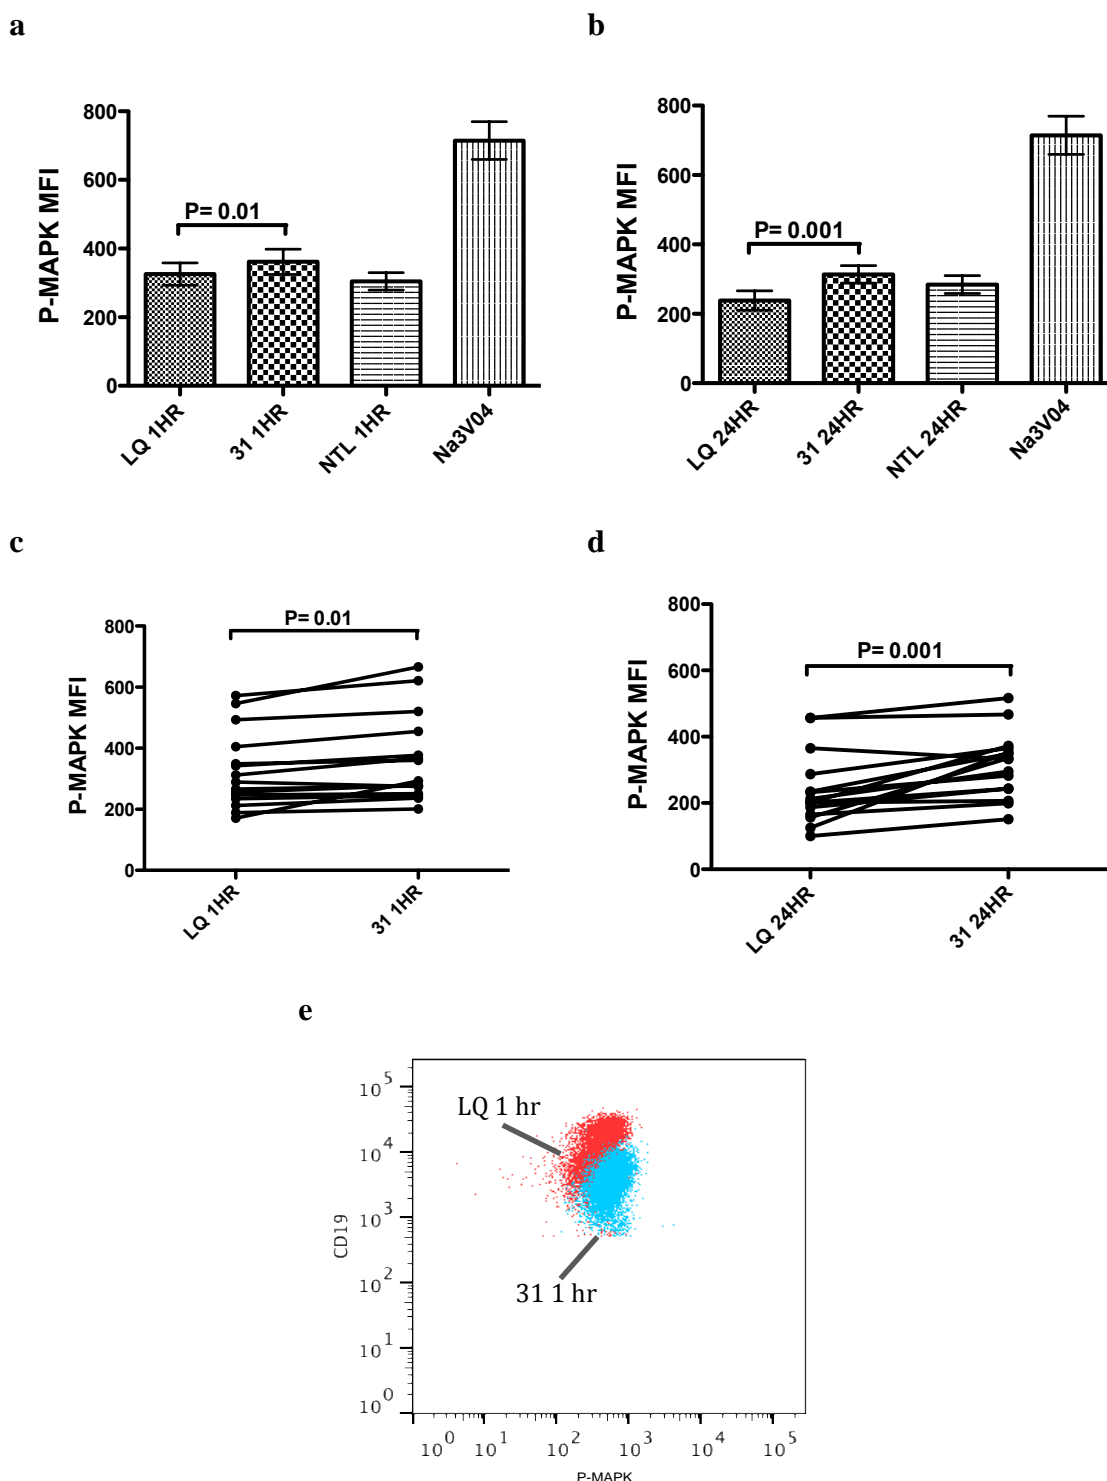 a
b
800
600
400
200
0
P-MAPK MFI
P= 0.01
LQ 1HR
31 1HR
NTL 1HR
Na3V04
800
600
400
200
0
P-MAPK MFI
P= 0.001
LQ 24HR
31 24HR
NTL 24HR
Na3V04
c
d
800
600
400
200
0
P-MAPK MFI
P= 0.01
LQ 1HR
31 1HR
800
600
400
200
0
P-MAPK MFI
P= 0.001
LQ 24HR
31 24HR
e
10^5
10^4
10^3
10^2
10^1
10^0
CD19
LQ 1 hr
31 1 hr
10^0 10^1 10^2 10^3 10^4 10^5
P-MAPK